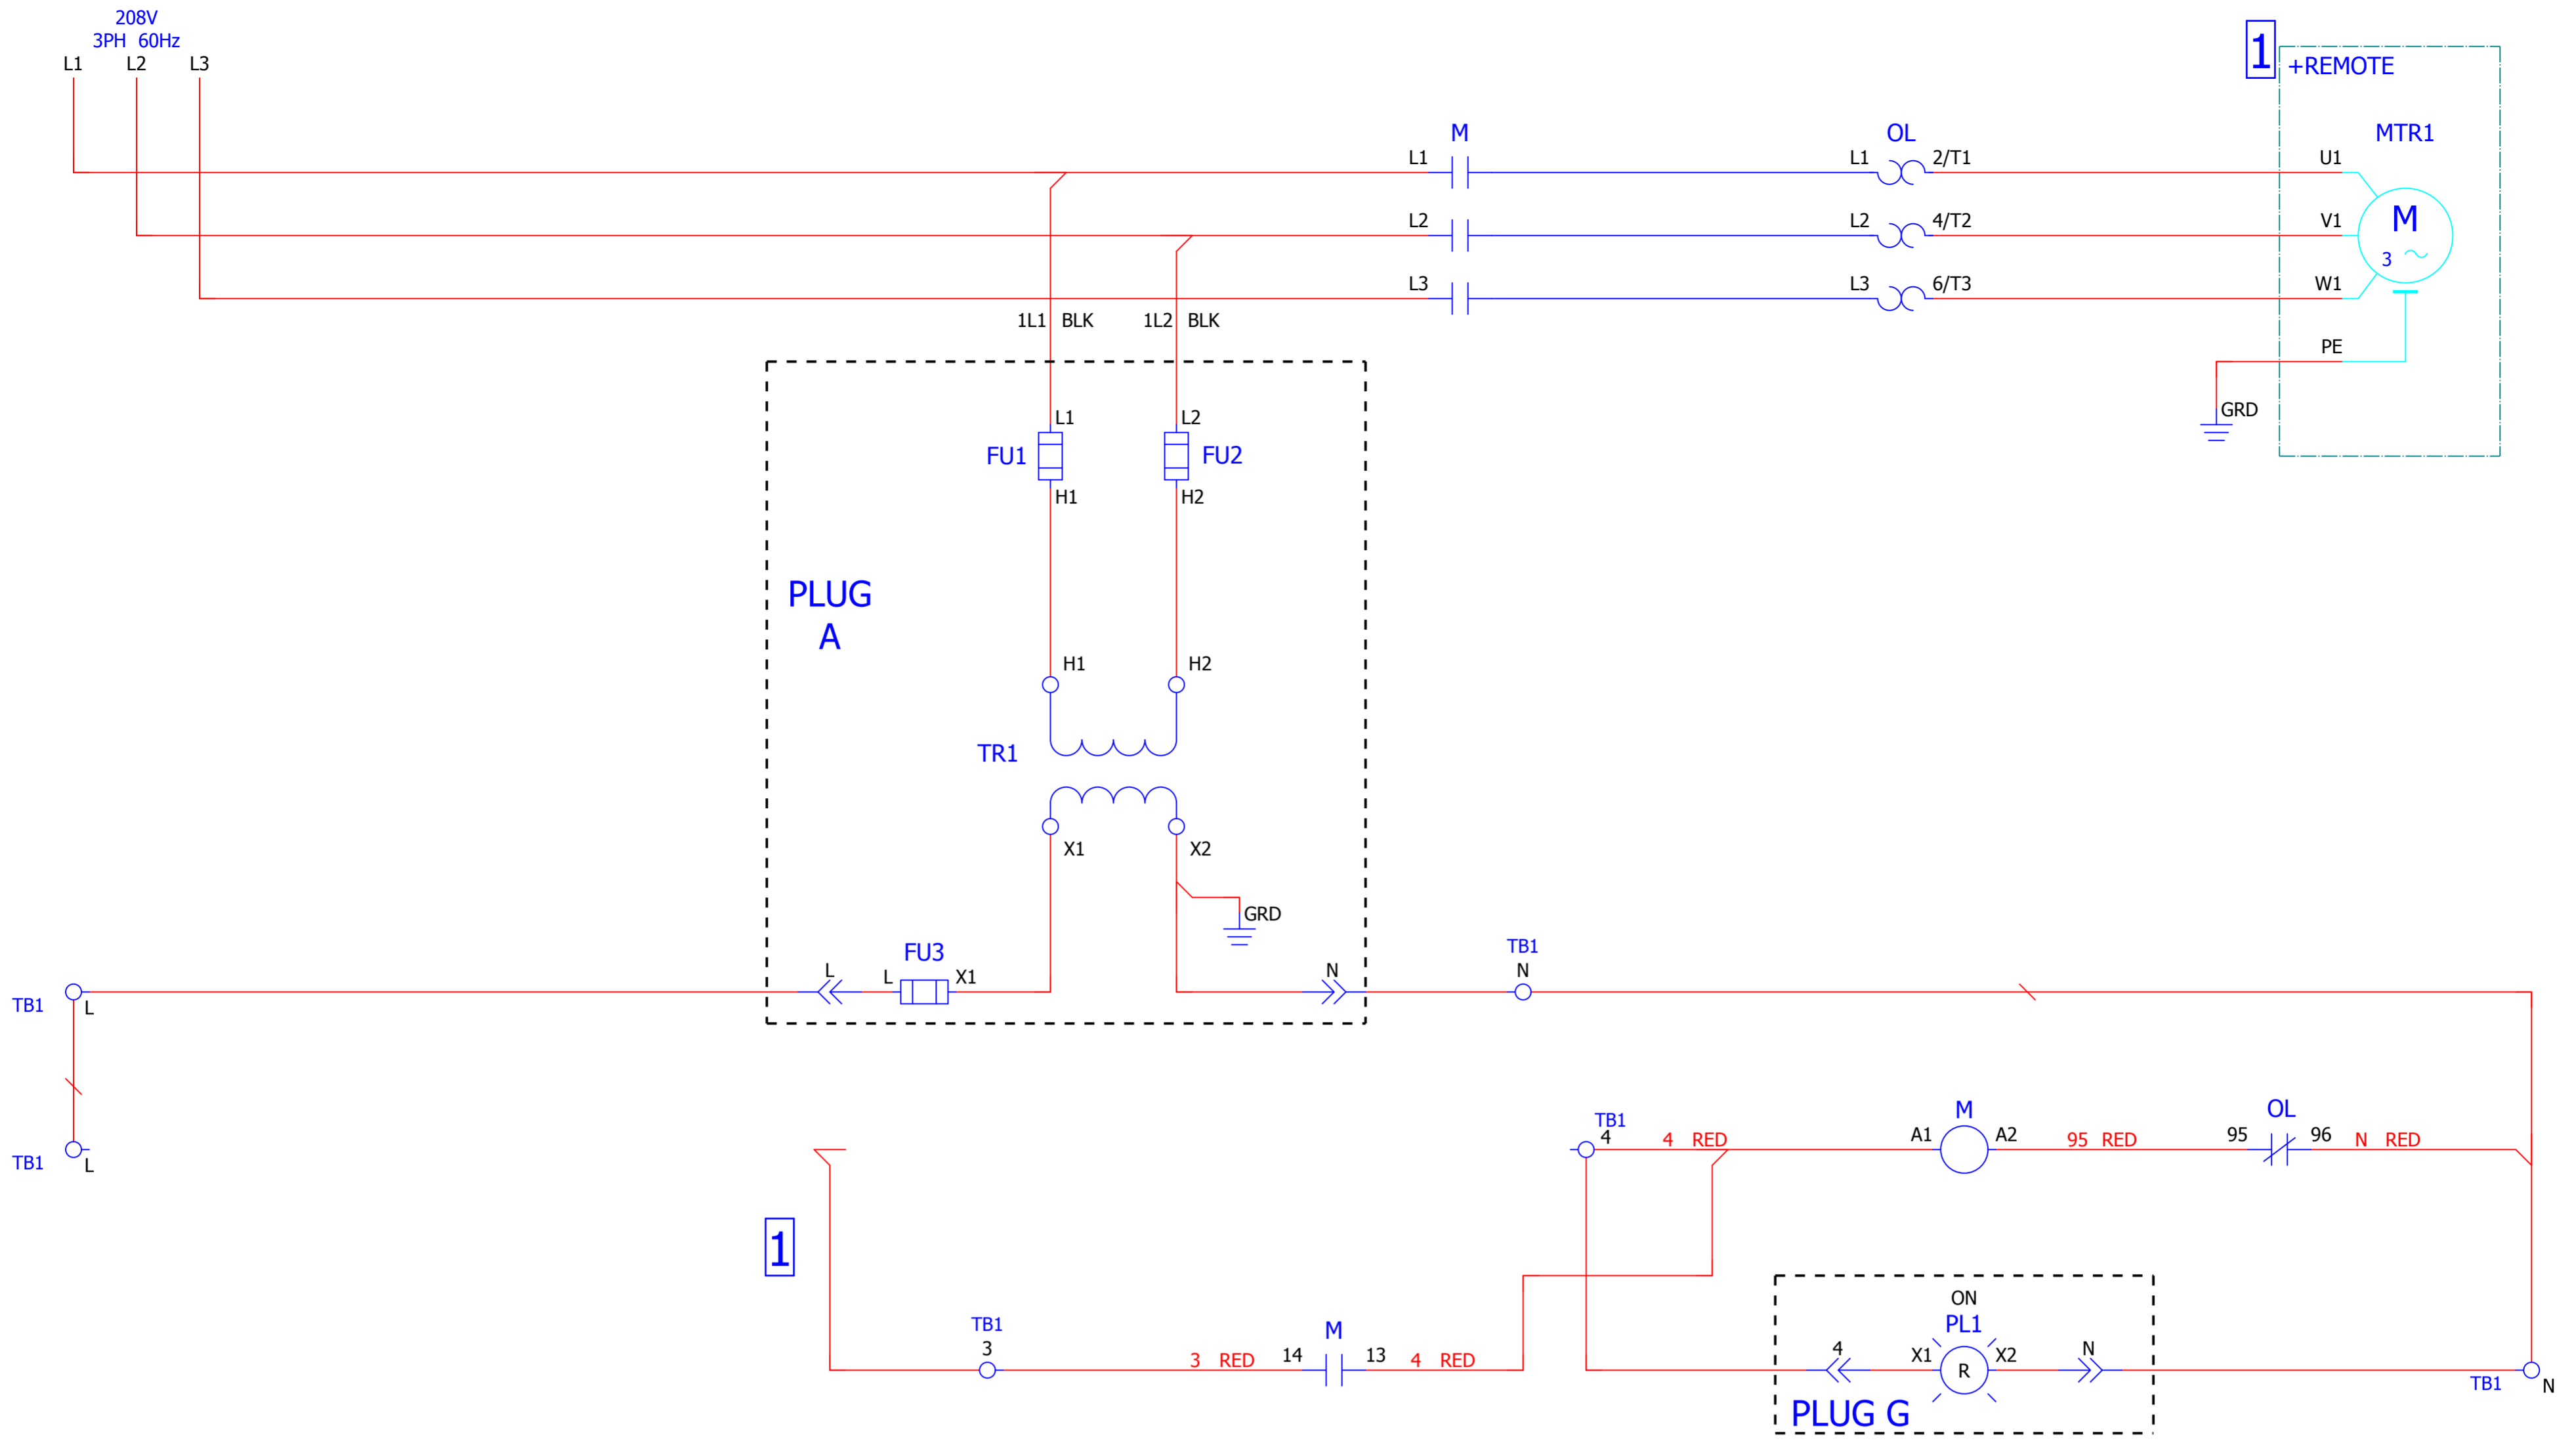 208V
3PH 60Hz
L1 L2 L3
1
+REMOTE
M OL MTR1
L1 L1 2/T1 U1
L2 L2 4/T2 V1
M
3
L3 L3 6/T3 W1
1L1 BLK 1L2 BLK
PE
GRD
L1 L2
FU1 FU2
H1 H2
PLUG
A
H1 H2
TR1
X1 X2
GRD
FU3 TB1
L L X1 N N
TB1 L
TB1 L
TB1
4 4 RED A1 M A2 95 RED 95 OL 96 N RED
1
ON
PL1
TB1
3 3 RED 14 M 13 4 RED
4 X1 R X2 N
TB1 N
PLUG G